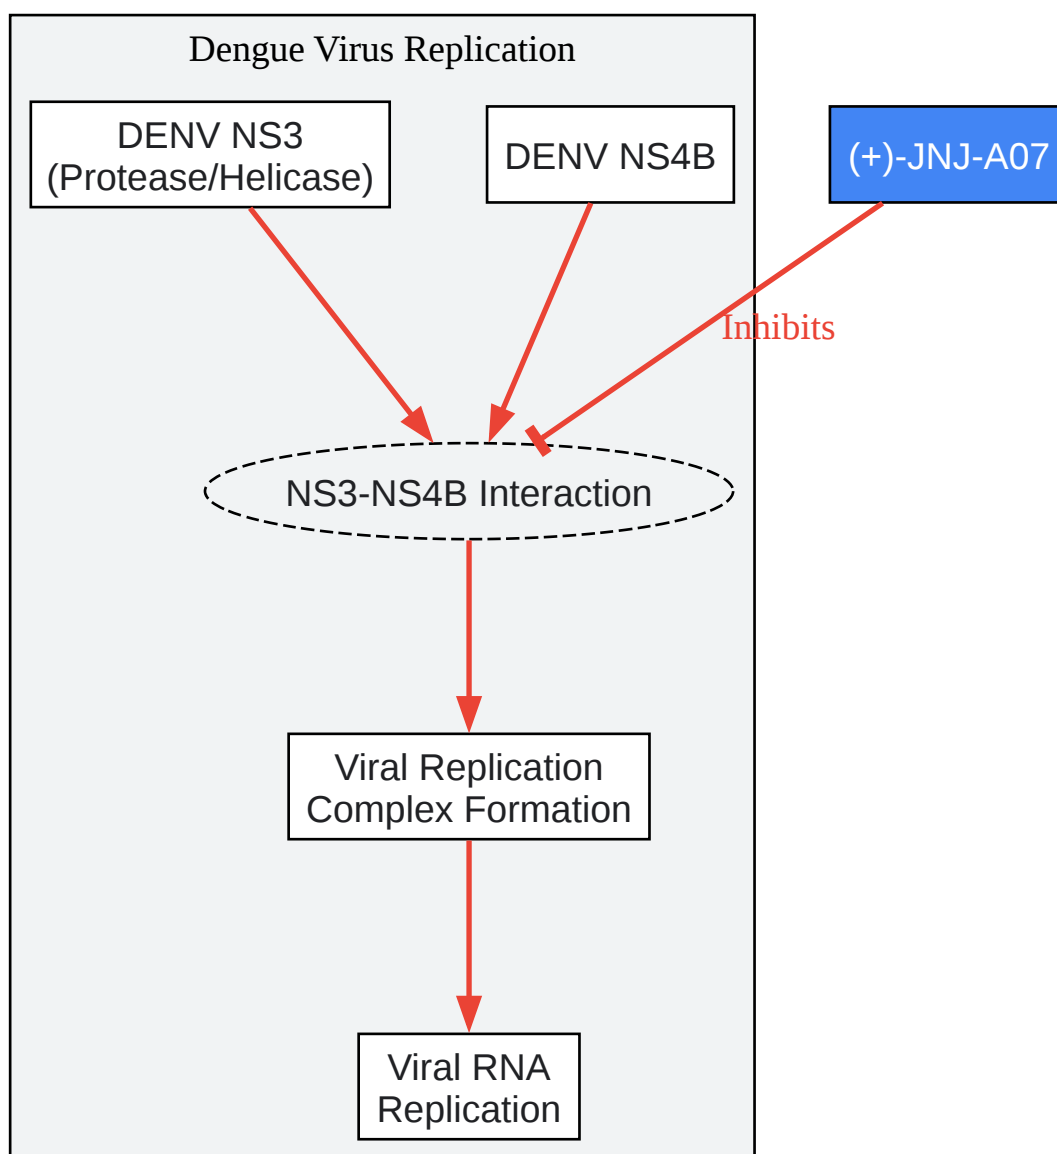 Dengue Virus Replication
DENV NS3
(Protease/Helicase)
DENV NS4B
(+)-JNJ-A07
Inhibits
NS3-NS4B Interaction
Viral Replication
Complex Formation
Viral RNA
Replication